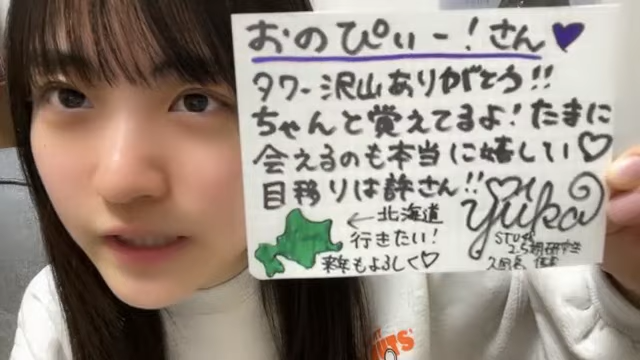 おのぴぃー!さん♥
タワー沢山ありがとう!!
ちゃんと覚えてるよ!たまに
会えるのも本当に嬉しい♡
目移りは許さん!!
←北海道
行きたい!
来年もよろしく♡
yuka
STU48
2.5期研究生